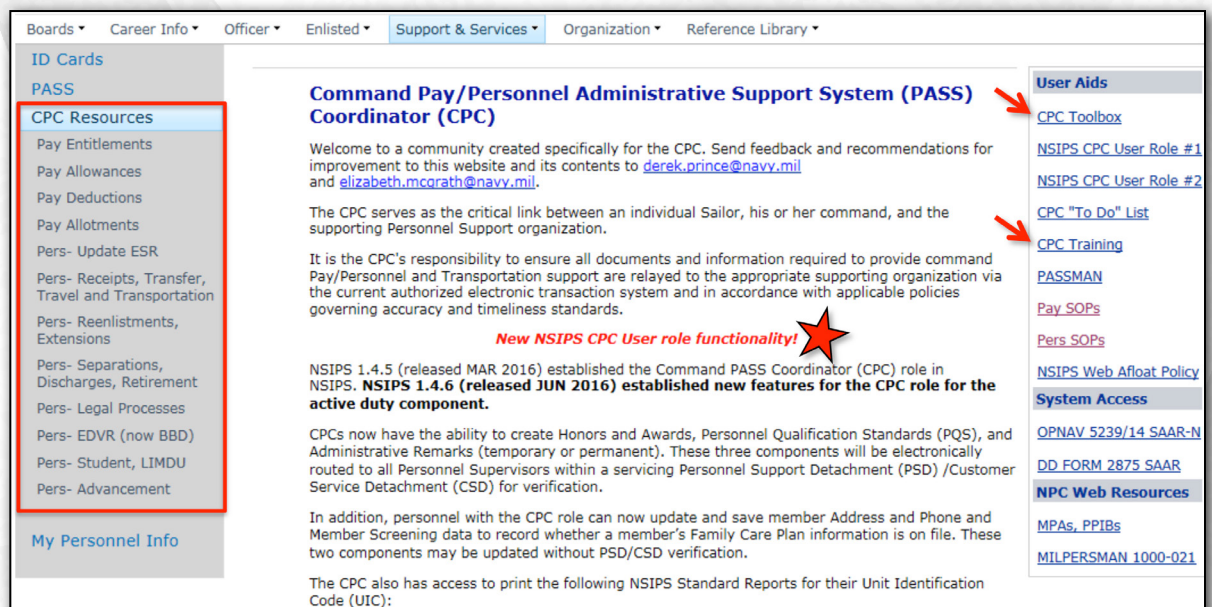 Boards Career Info Officer Enlisted Support & Services Organization Reference Library
ID Cards
PASS
CPC Resources
Pay Entitlements
Pay Allowances
Pay Deductions
Pay Allotments
Pers- Update ESR
Pers- Receipts, Transfer,
Travel and Transportation
Pers- Reenlistments,
Extensions
Pers- Separations,
Discharges, Retirement
Pers- Legal Processes
Pers- EDVR (now BBD)
Pers- Student, LIMDU
Pers- Advancement
My Personnel Info
Command Pay/Personnel Administrative Support System (PASS)
Coordinator (CPC)
Welcome to a community created specifically for the CPC. Send feedback and recommendations for
improvement to this website and its contents to derek.prince@navy.mil
and elizabeth.mcgrath@navy.mil.
The CPC serves as the critical link between an individual Sailor, his or her command, and the
supporting Personnel Support organization.
It is the CPC's responsibility to ensure all documents and information required to provide command
Pay/Personnel and Transportation support are relayed to the appropriate supporting organization via
the current authorized electronic transaction system and in accordance with applicable policies
governing accuracy and timeliness standards.
New NSIPS CPC User role functionality!
NSIPS 1.4.5 (released MAR 2016) established the Command PASS Coordinator (CPC) role in
NSIPS. NSIPS 1.4.6 (released JUN 2016) established new features for the CPC role for the
active duty component.
CPCs now have the ability to create Honors and Awards, Personnel Qualification Standards (PQS), and
Administrative Remarks (temporary or permanent). These three components will be electronically
routed to all Personnel Supervisors within a servicing Personnel Support Detachment (PSD) /Customer
Service Detachment (CSD) for verification.
In addition, personnel with the CPC role can now update and save member Address and Phone and
Member Screening data to record whether a member's Family Care Plan information is on file. These
two components may be updated without PSD/CSD verification.
The CPC also has access to print the following NSIPS Standard Reports for their Unit Identification
Code (UIC):
User Aids
CPC Toolbox
NSIPS CPC User Role #1
NSIPS CPC User Role #2
CPC "To Do" List
CPC Training
PASSMAN
Pay SOPs
Pers SOPs
NSIPS Web Afloat Policy
System Access
OPNAV 5239/14 SAAR-N
DD FORM 2875 SAAR
NPC Web Resources
MPAs, PPIBs
MILPERSMAN 1000-021